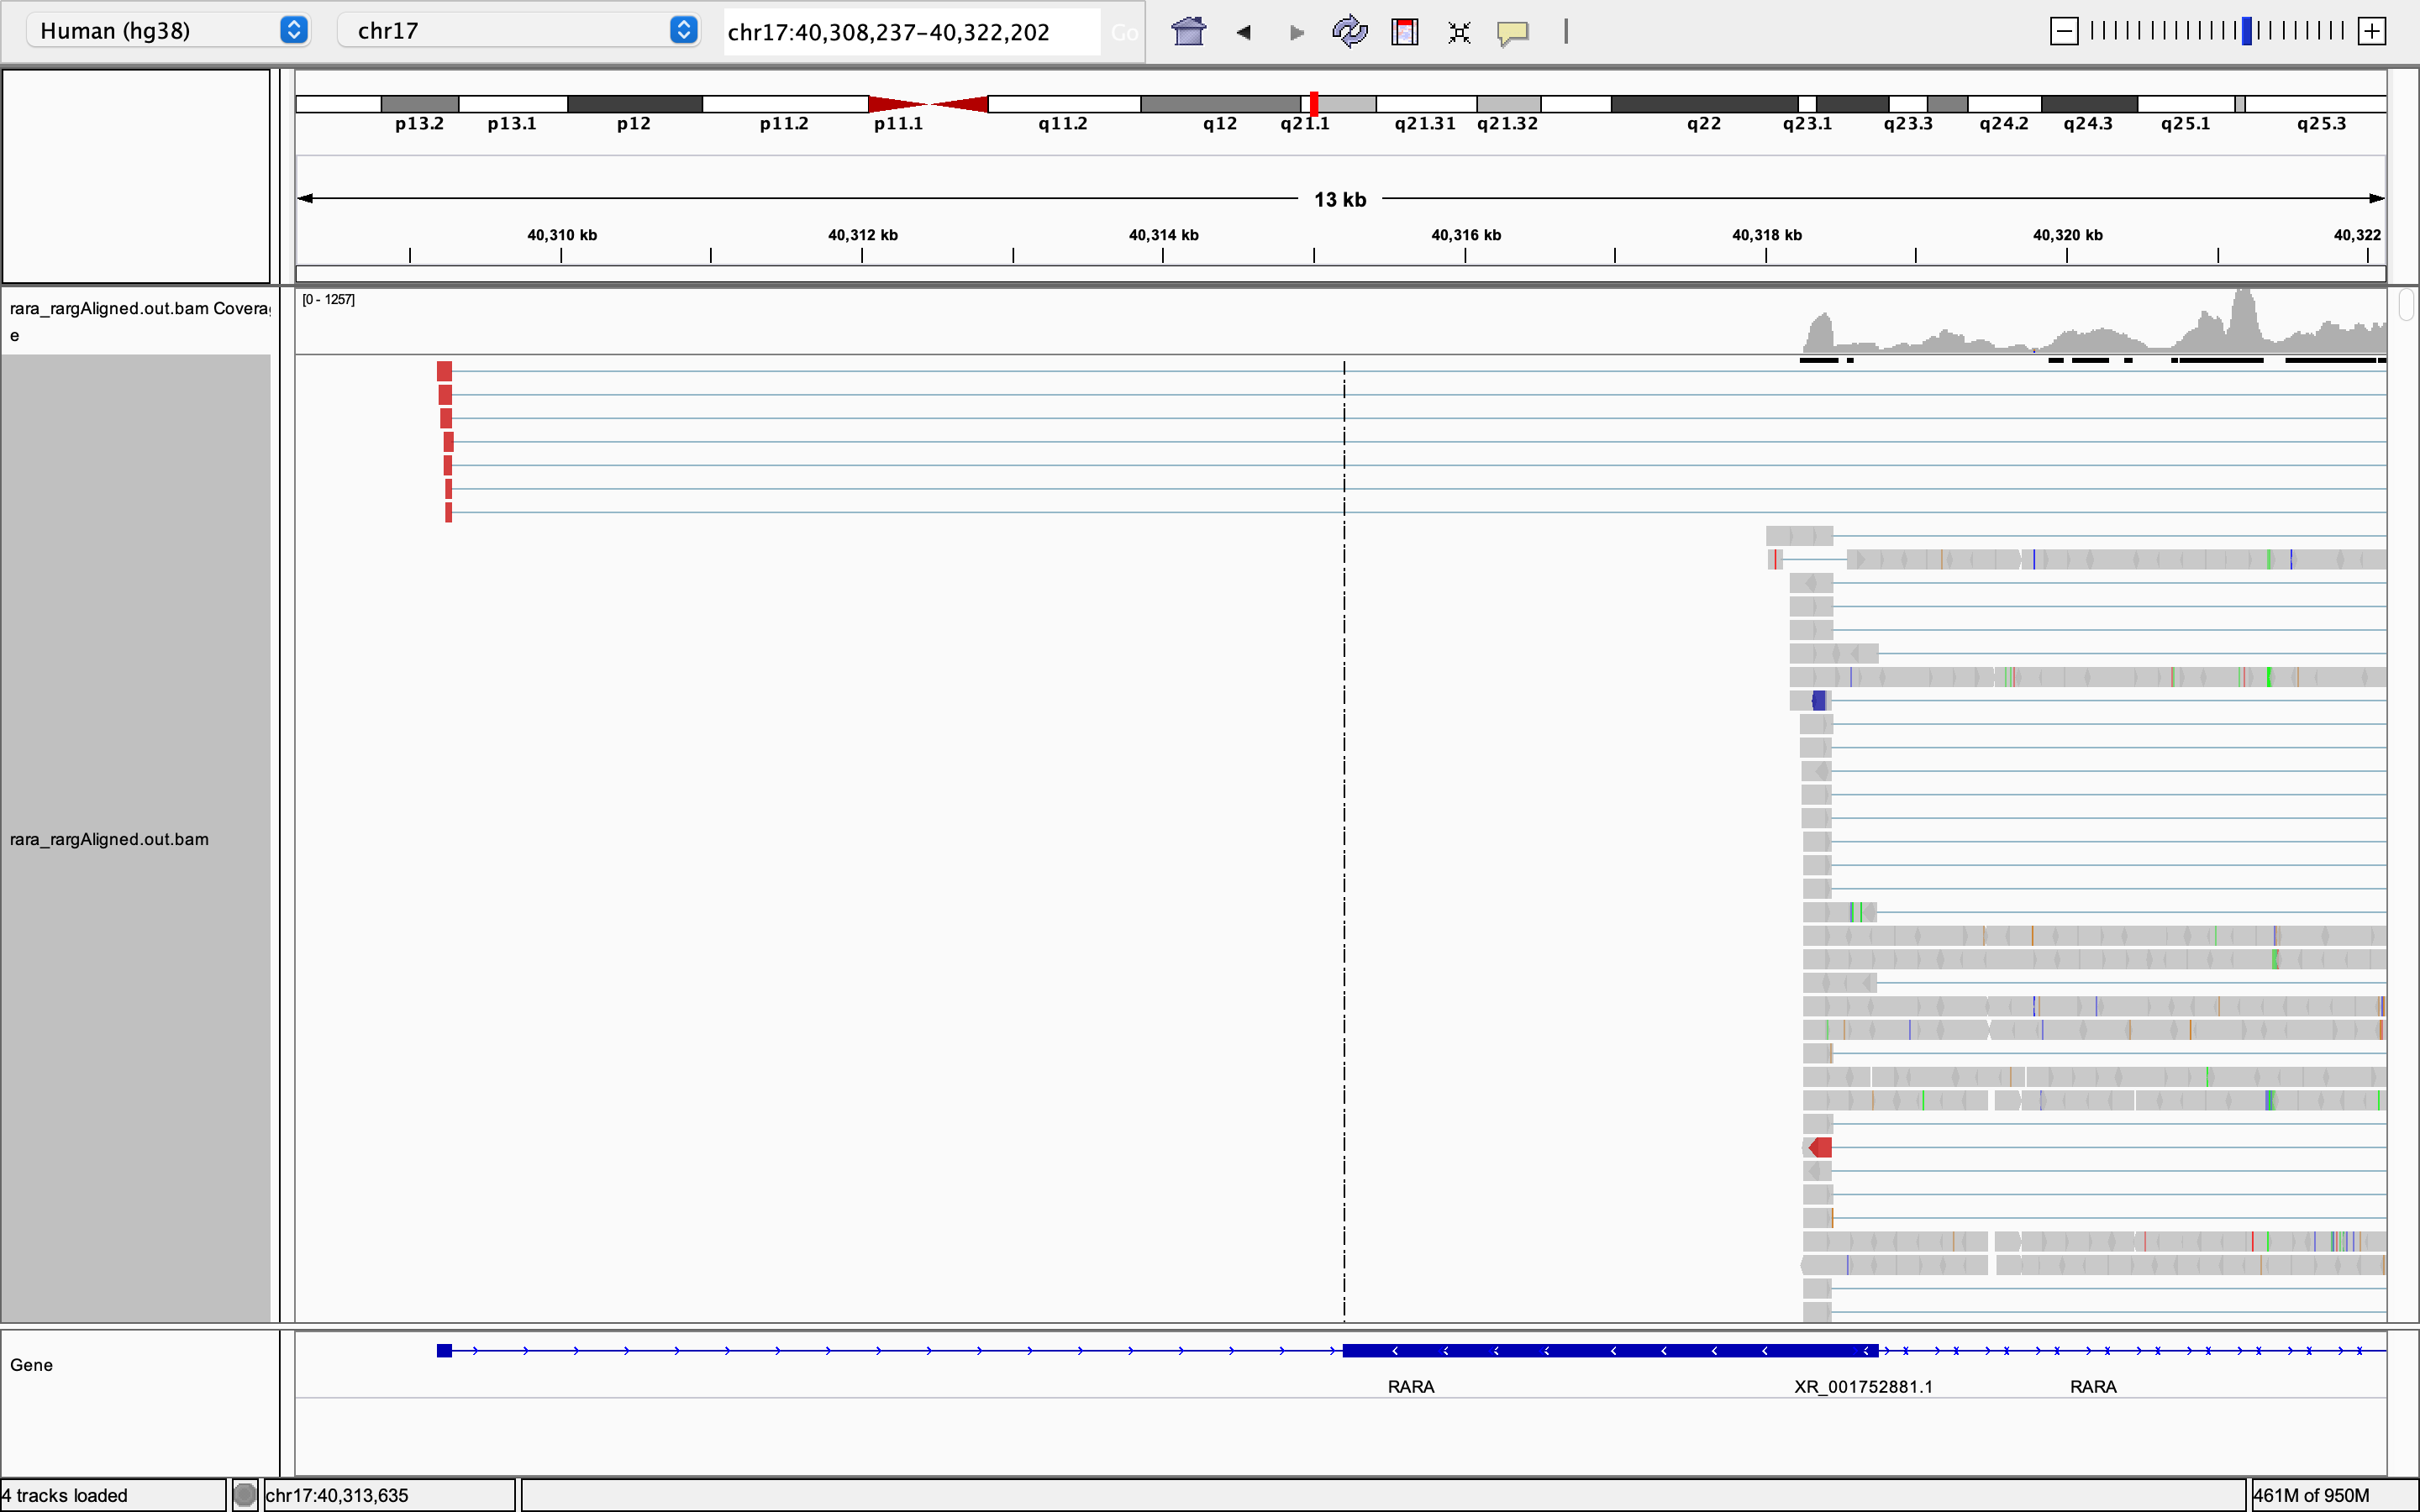 Human (hg38) chr17 chr17:40,308,237-40,322,202 Go
p13.2 p13.1 p12 p11.2 p11.1 q11.2 q12 q21.1 q21.31 q21.32 q22 q23.1 q23.3 q24.2 q24.3 q25.1 q25.3
13 kb
40,310 kb 40,312 kb 40,314 kb 40,316 kb 40,318 kb 40,320 kb 40,322
[0 - 1257]
rara_rargAligned.out.bam Covera
e
rara_rargAligned.out.bam
Gene
RARA XR_001752881.1 RARA
4 tracks loaded chr17:40,313,635 461M of 950M